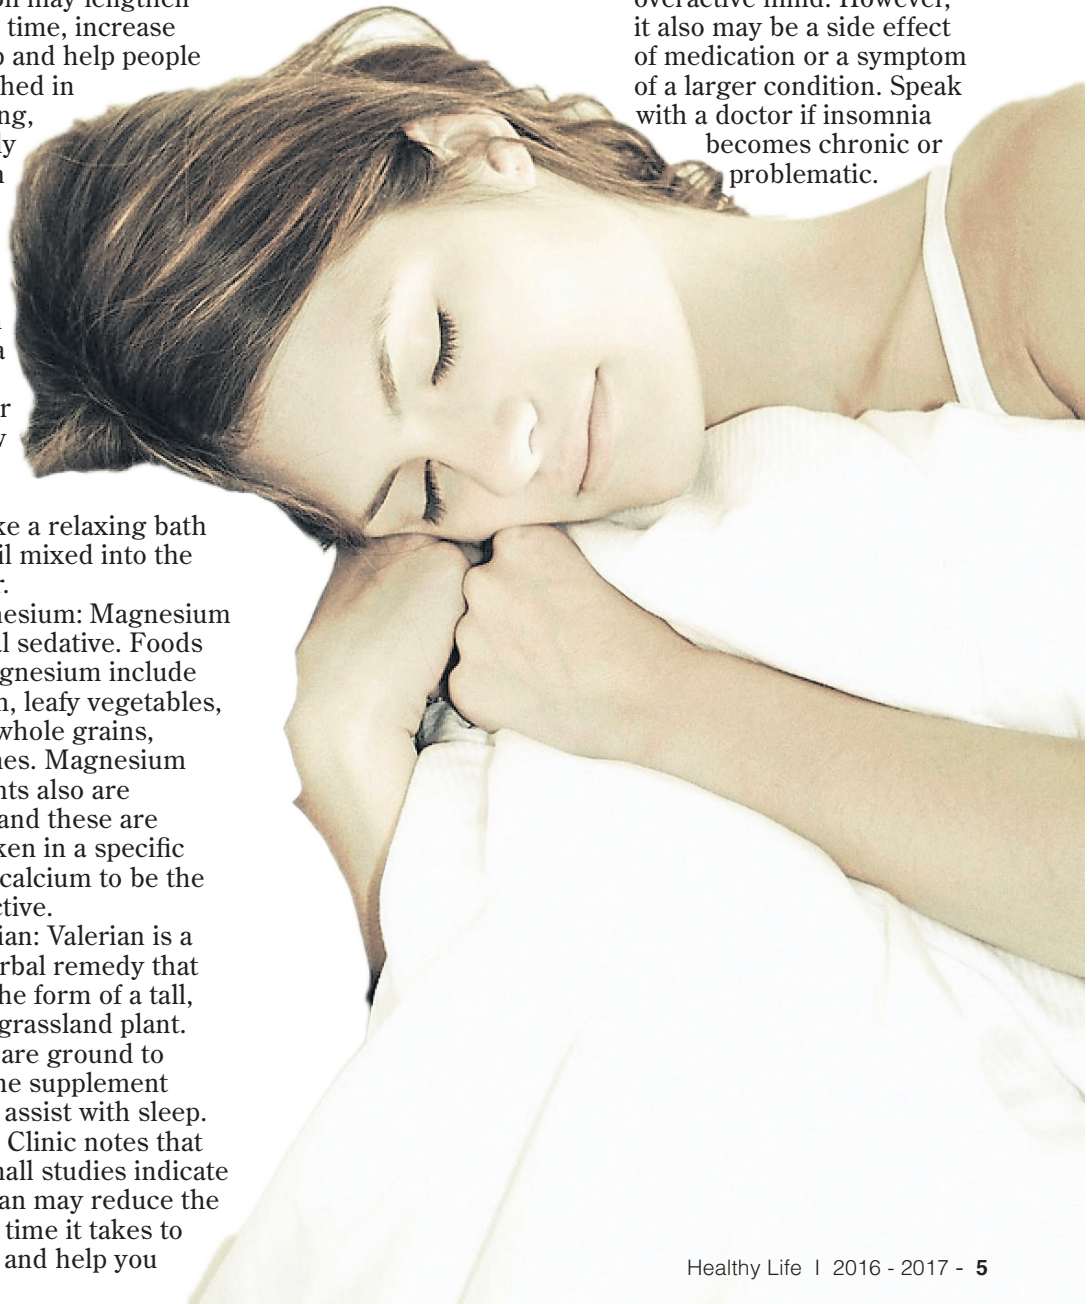 may lengthen
time, increase
and help people
hed in
ng,
ly
a
r
y
ke a relaxing bath
il mixed into the
r.
nesium: Magnesium
l sedative. Foods
gnesium include
n, leafy vegetables,
whole grains,
nes. Magnesium
nts also are
and these are
ken in a specific
calcium to be the
ctive.
ian: Valerian is a
rbal remedy that
he form of a tall,
grassland plant.
are ground to
he supplement
assist with sleep.
Clinic notes that
nall studies indicate
an may reduce the
time it takes to
and help you
overactive mind. However,
it also may be a side effect
of medication or a symptom
of a larger condition. Speak
with a doctor if insomnia
becomes chronic or
problematic.
Healthy Life | 2016 - 2017 - 5